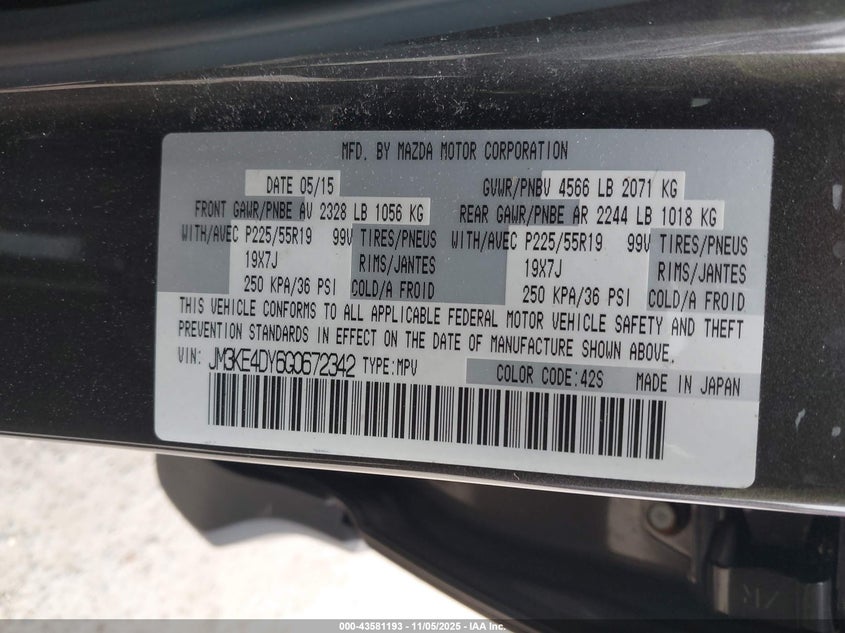 MFD. BY MAZDA MOTOR CORPORATION
DATE 05/15 GVWR/PNBV 4566 LB 2071 KG
FRONT GAWR/PNBE AV 2328 LB 1056 KG REAR GAWR/PNBE AR 2244 LB 1018 KG
WITH/AVEC P225/55R19 99V TIRES/PNEUS WITH/AVEC P225/55R19 99V TIRES/PNEUS
19X7J RIMS/JANTES 19X7J RIMS/JANTES
250 KPA/36 PSI COLD/A FROID 250 KPA/36 PSI COLD/A FROID
THIS VEHICLE CONFORMS TO ALL APPLICABLE FEDERAL MOTOR VEHICLE SAFETY AND THEFT
PREVENTION STANDARDS IN EFFECT ON THE DATE OF MANUFACTURE SHOWN ABOVE.
VIN: JM3KE4DY6G0672342 TYPE:MPV COLOR CODE:42S MADE IN JAPAN
000-43581193 - 11/05/2025 - IAA Inc.